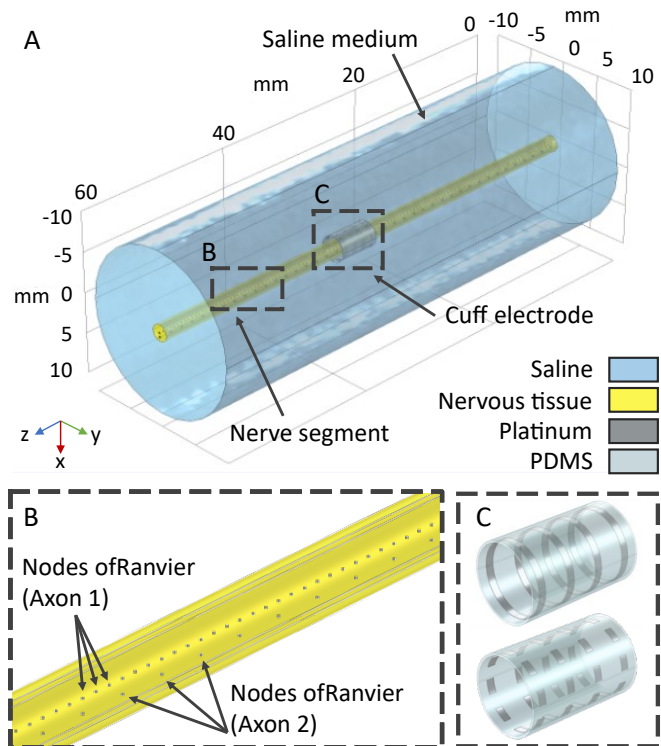 A
Saline medium
mm
0
20
40
60
mm
-10
-5
0
5
10
-10
-5
mm 0
5
10
C
B
Cuff electrode
Nerve segment
z
y
x
Saline
Nervous tissue
Platinum
PDMS
B
Nodes ofRanvier
(Axon 1)
Nodes ofRanvier
(Axon 2)
C